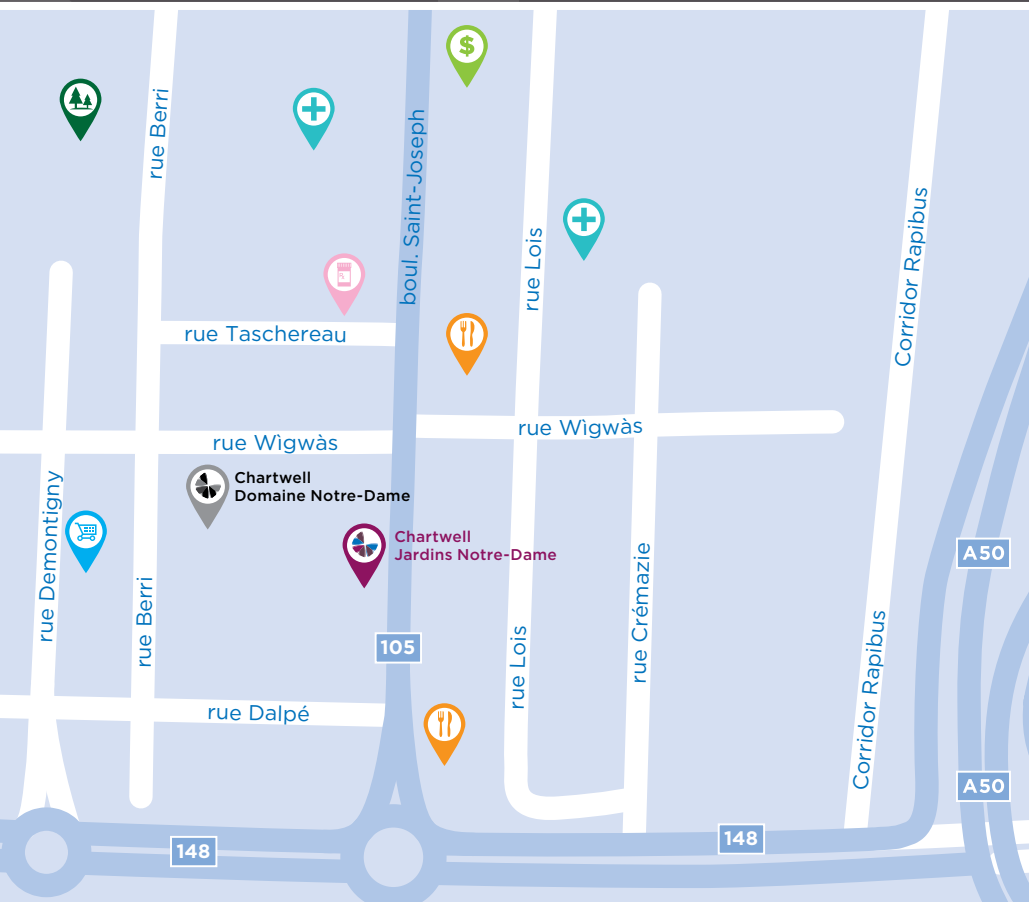 $
rue Berri
boul. Saint-Joseph
Corridor Rapibus
rue Lois
rue Taschereau
rue Wìgwàs
rue Wìgwàs
Chartwell
Domaine Notre-Dame
rue Demontigny
Chartwell
Jardins Notre-Dame
A50
rue Berri
rue Crémazie
105
rue Lois
Corridor Rapibus
rue Dalpé
A50
148
148